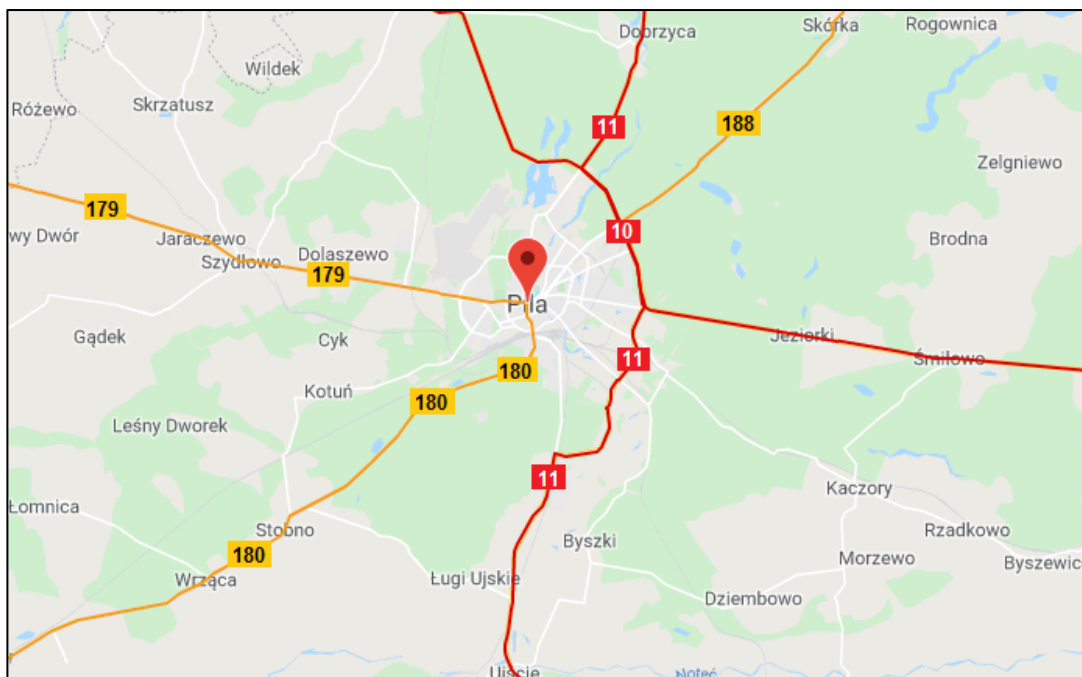 Dobrzyca
Skórka
Rogownica
Wildek
Różewo
Skrzatusz
11
188
Zelgniewo
179
wy Dwór
Jaraczewo
Szydłowo
Dolaszewo
179
10
Brodna
Piła
Gądek
Cyk
11
Jeziorki
Śmiłowo
180
Kotuń
180
Leśny Dworek
11
Kaczory
Łomnica
Stobno
Rzadkowo
180
Byszki
Morzewo
Byszewic
Wrząca
Ługi Ujskie
Dziembowo
Ujście
Noteć